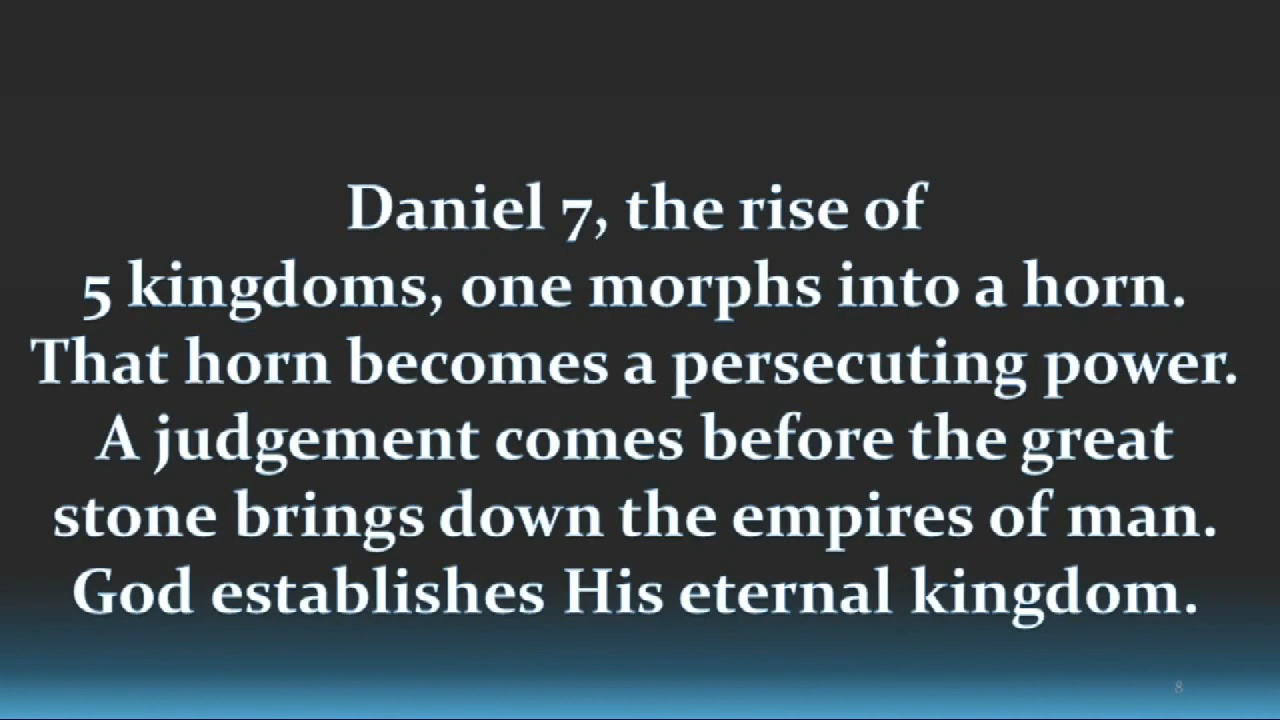 Daniel 7, the rise of
5 kingdoms, one morphs into a horn.
That horn becomes a persecuting power.
A judgement comes before the great
stone brings down the empires of man.
God establishes His eternal kingdom.
8